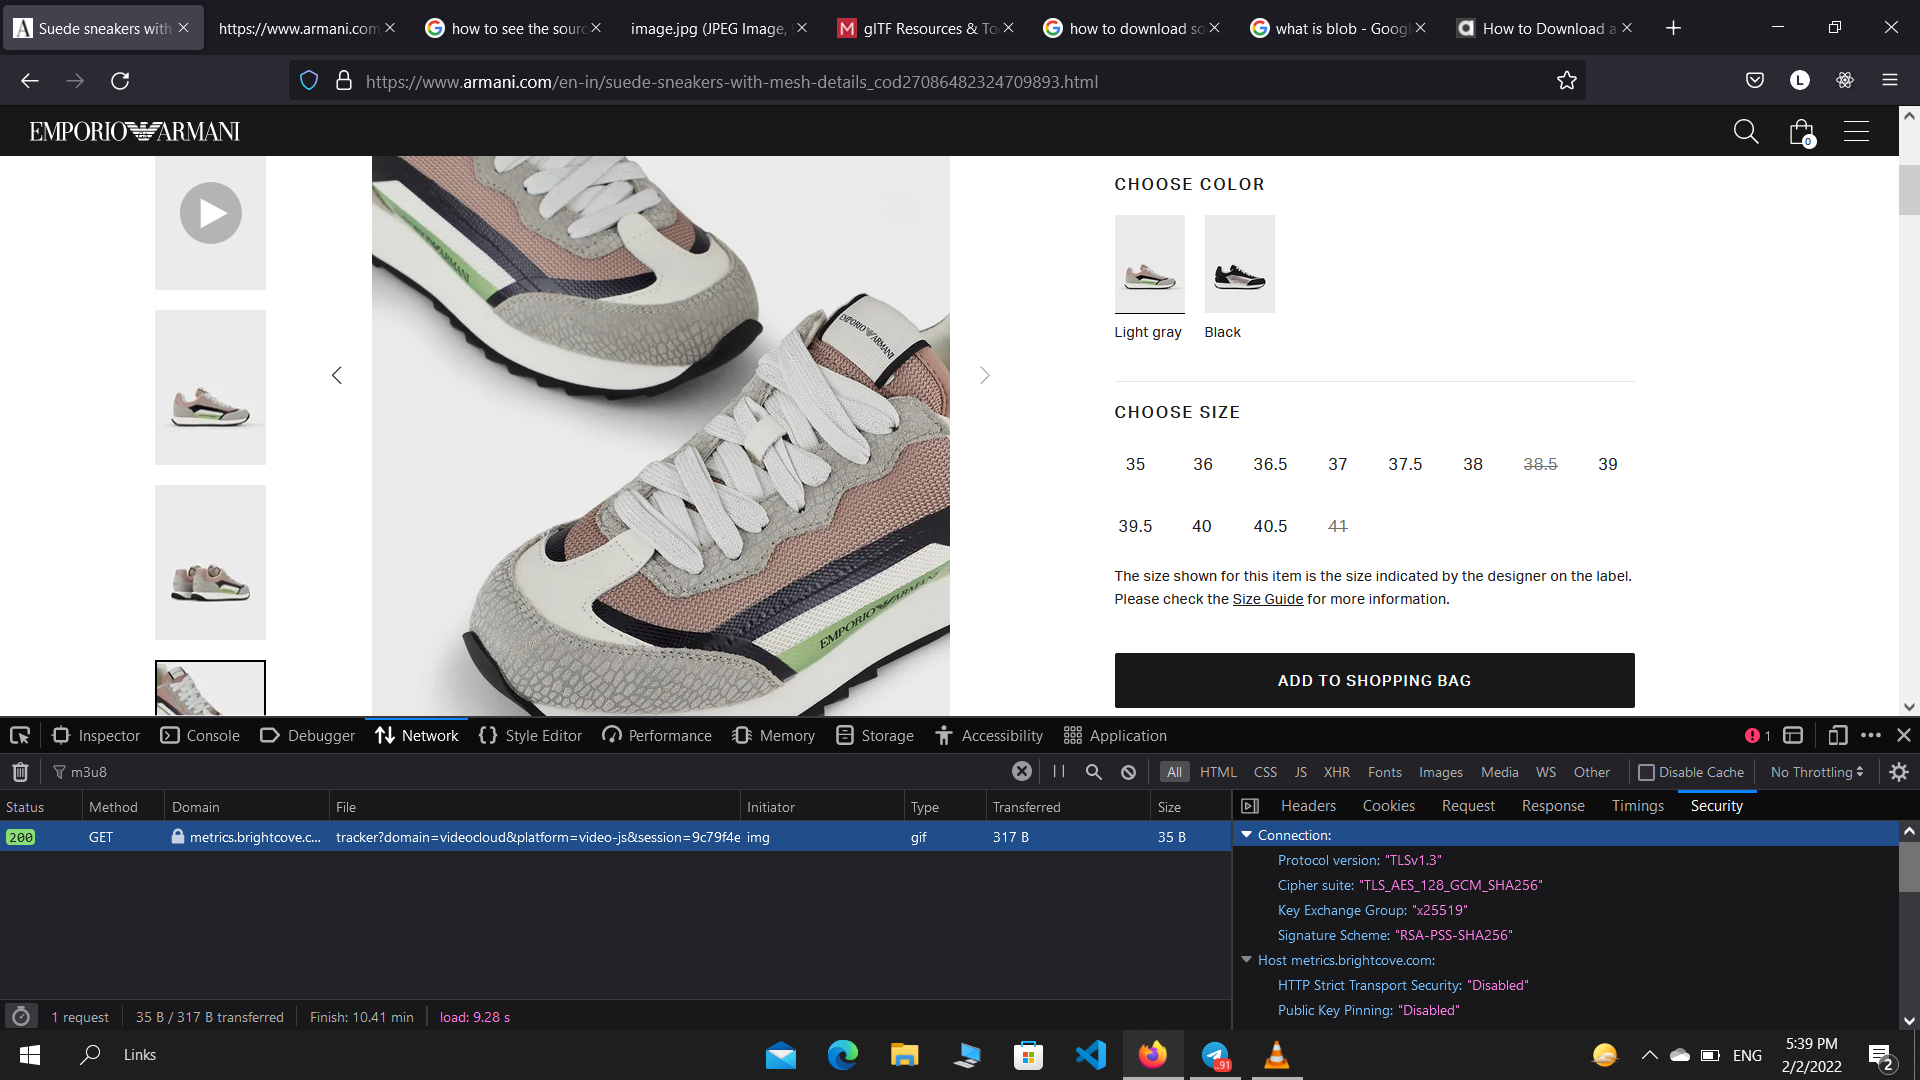 Suede sneakers with
https://www.armani.com
how to see the sourc
image.jpg (JPEG Image,
glTF Resources & To
how to download so
what is blob - Googl
How to Download a
https://www.armani.com/en-in/suede-sneakers-with-mesh-details_cod27086482324709893.html
L
EMPORIO ARMANI
0
CHOOSE COLOR
Light gray
Black
EMPORIO ARMANI
EMPORIO ARMANI
CHOOSE SIZE
35 36 36.5 37 37.5 38 38.5 39
39.5 40 40.5 41
The size shown for this item is the size indicated by the designer on the label.
Please check the Size Guide for more information.
ADD TO SHOPPING BAG
Inspector Console Debugger Network Style Editor Performance Memory Storage Accessibility Application 1
m3u8 All HTML CSS JS XHR Fonts Images Media WS Other Disable Cache No Throttling
Status Method Domain File Initiator Type Transferred Size
200 GET metrics.brightcove.c... tracker?domain=videocloud&platform=video-js&session=9c79f4e img gif 317 B 35 B
Headers Cookies Request Response Timings Security
Connection:
Protocol version: "TLSv1.3"
Cipher suite: "TLS_AES_128_GCM_SHA256"
Key Exchange Group: "x25519"
Signature Scheme: "RSA-PSS-SHA256"
Host metrics.brightcove.com:
HTTP Strict Transport Security: "Disabled"
Public Key Pinning: "Disabled"
1 request 35 B / 317 B transferred Finish: 10.41 min load: 9.28 s
Links
..91
ENG
5:39 PM
2/2/2022
2